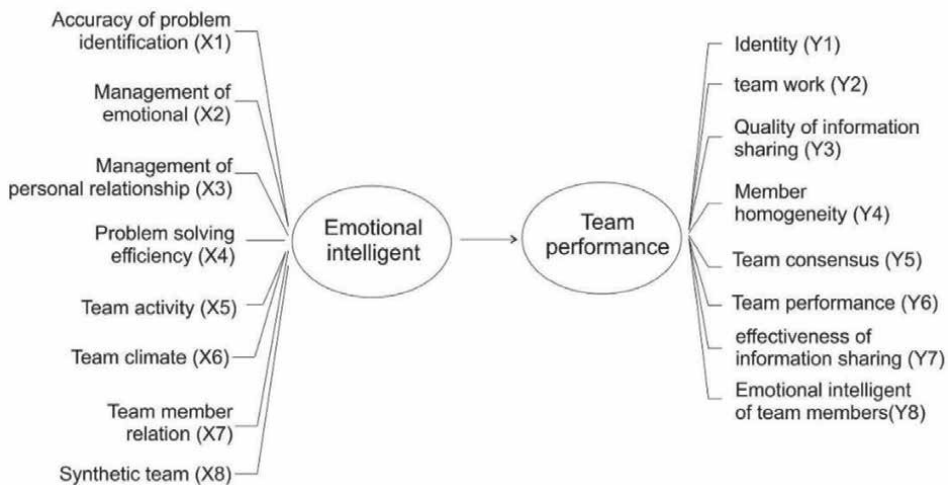 Accuracy of problem
identification (X1)
Management of
emotional (X2)
Management of
personal relationship (X3)
Problem solving
efficiency (X4)
Team activity (X5)
Team climate (X6)
Team member
relation (X7)
Synthetic team (X8)
Emotional
intelligent
Team
performance
Identity (Y1)
team work (Y2)
Quality of information
sharing (Y3)
Member
homogeneity (Y4)
Team consensus (Y5)
Team performance (Y6)
effectiveness of
information sharing (Y7)
Emotional intelligent
of team members(Y8)